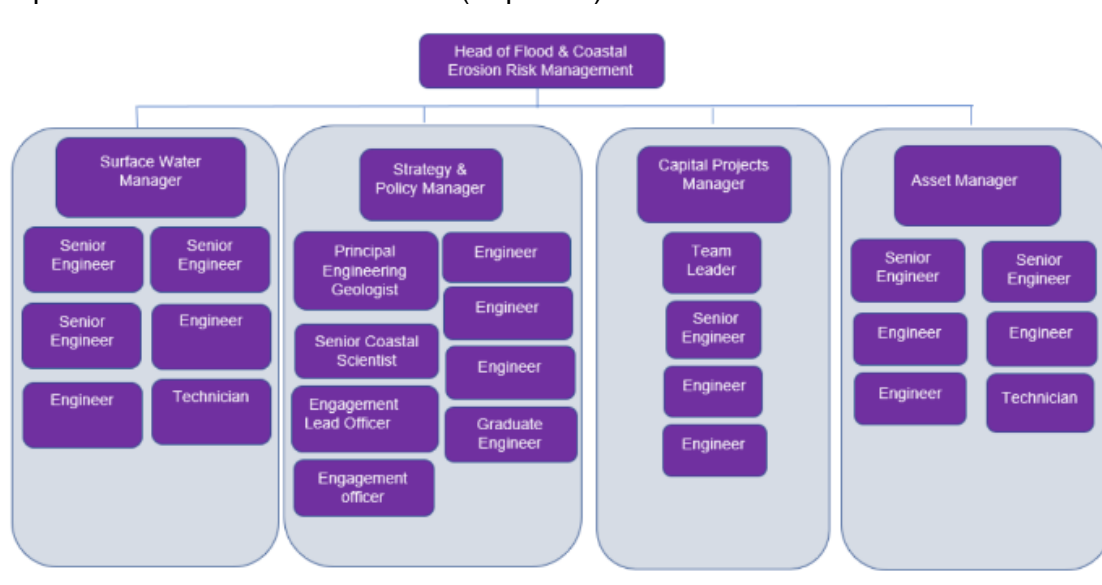 Head of Flood & Coastal
Erosion Risk Management
Surface Water
Manager
Senior
Engineer
Senior
Engineer
Senior
Engineer
Engineer
Engineer
Technician
Strategy &
Policy Manager
Principal
Engineering
Geologist
Engineer
Engineer
Senior Coastal
Scientist
Engineer
Engagement
Lead Officer
Graduate
Engineer
Engagement
officer
Capital Projects
Manager
Team
Leader
Senior
Engineer
Engineer
Engineer
Asset Manager
Senior
Engineer
Senior
Engineer
Engineer
Engineer
Engineer
Technician